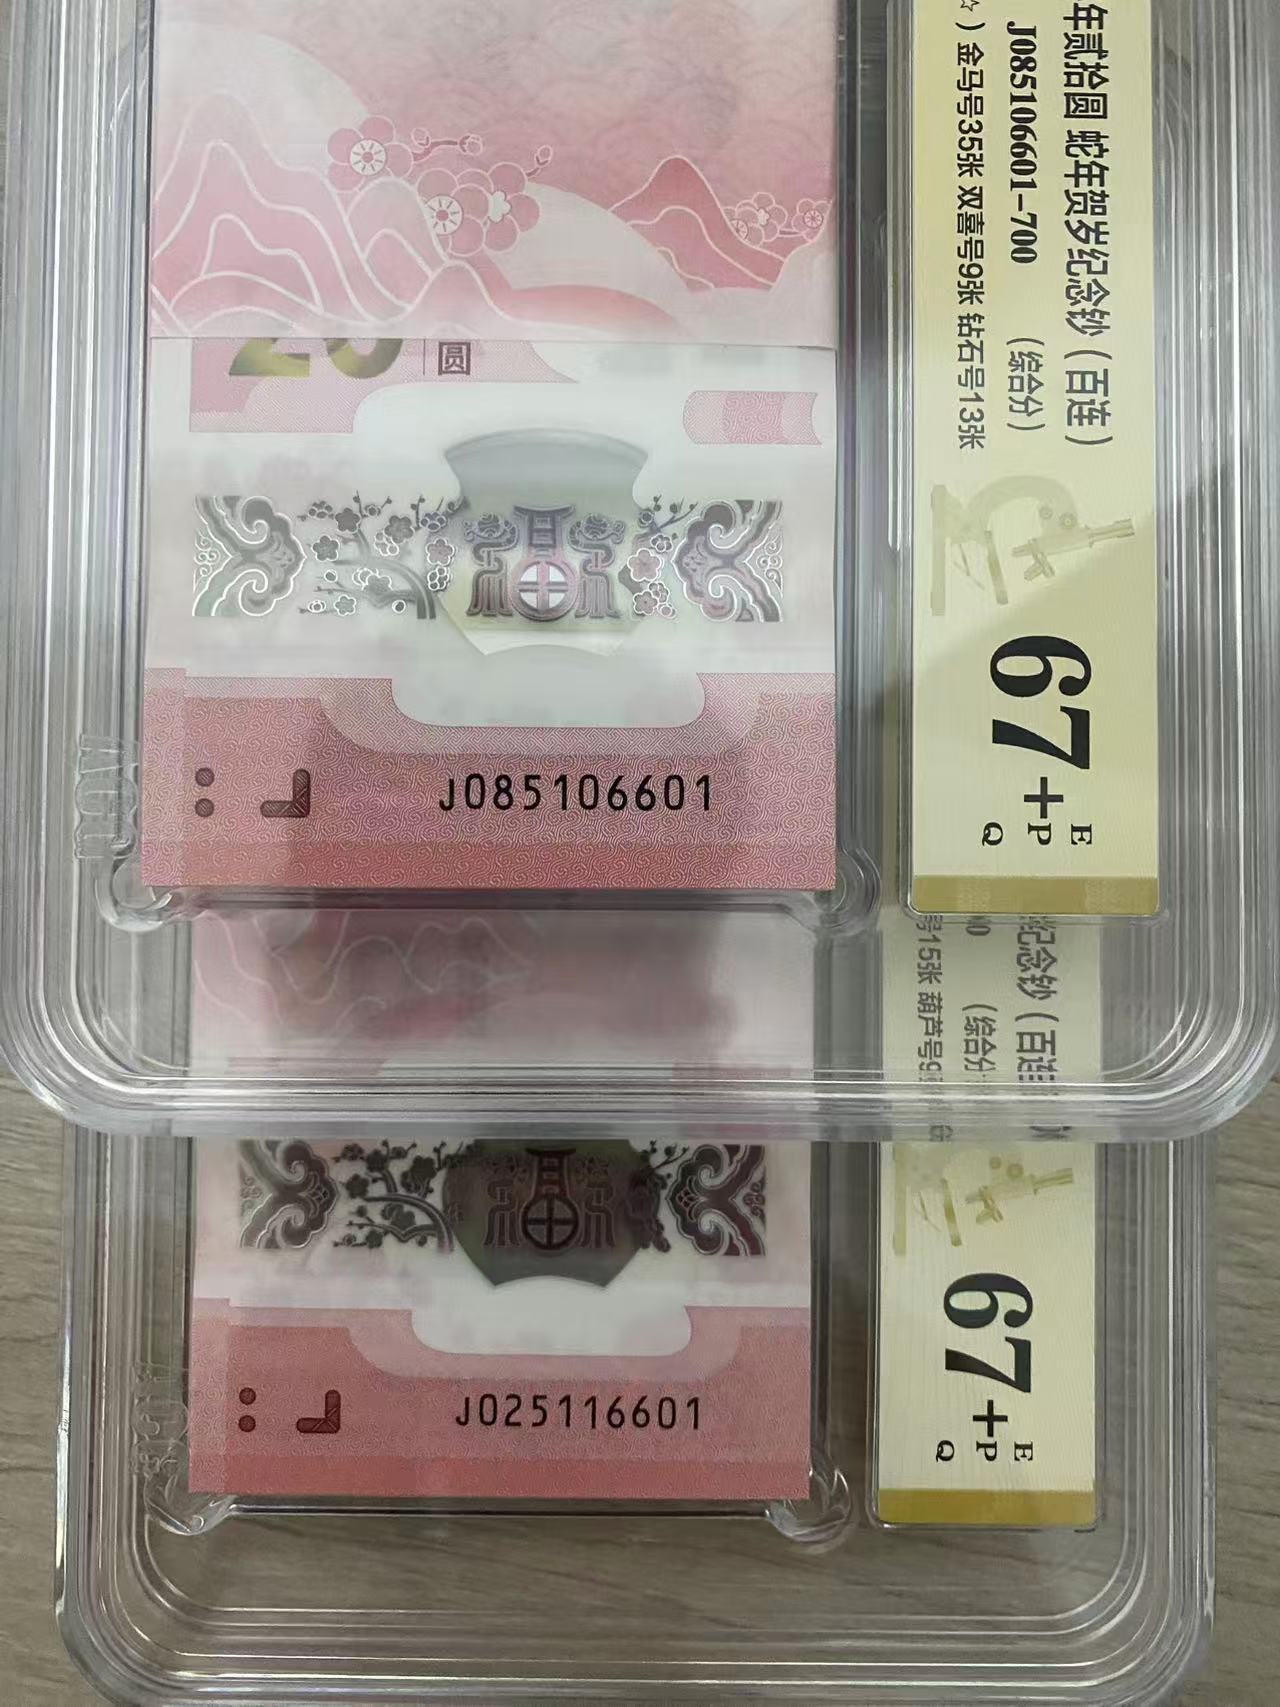 年贰拾圆 蛇年贺岁纪念钞（百连）
J085106601-700 （综合分）
☆）金马号35张 双喜号9张 钻石号13张
67+
E
P
Q
20 圆
J085106601
纪念钞（百连
00 （综合分
号15张 葫芦号9
67+
E
P
Q
J025116601